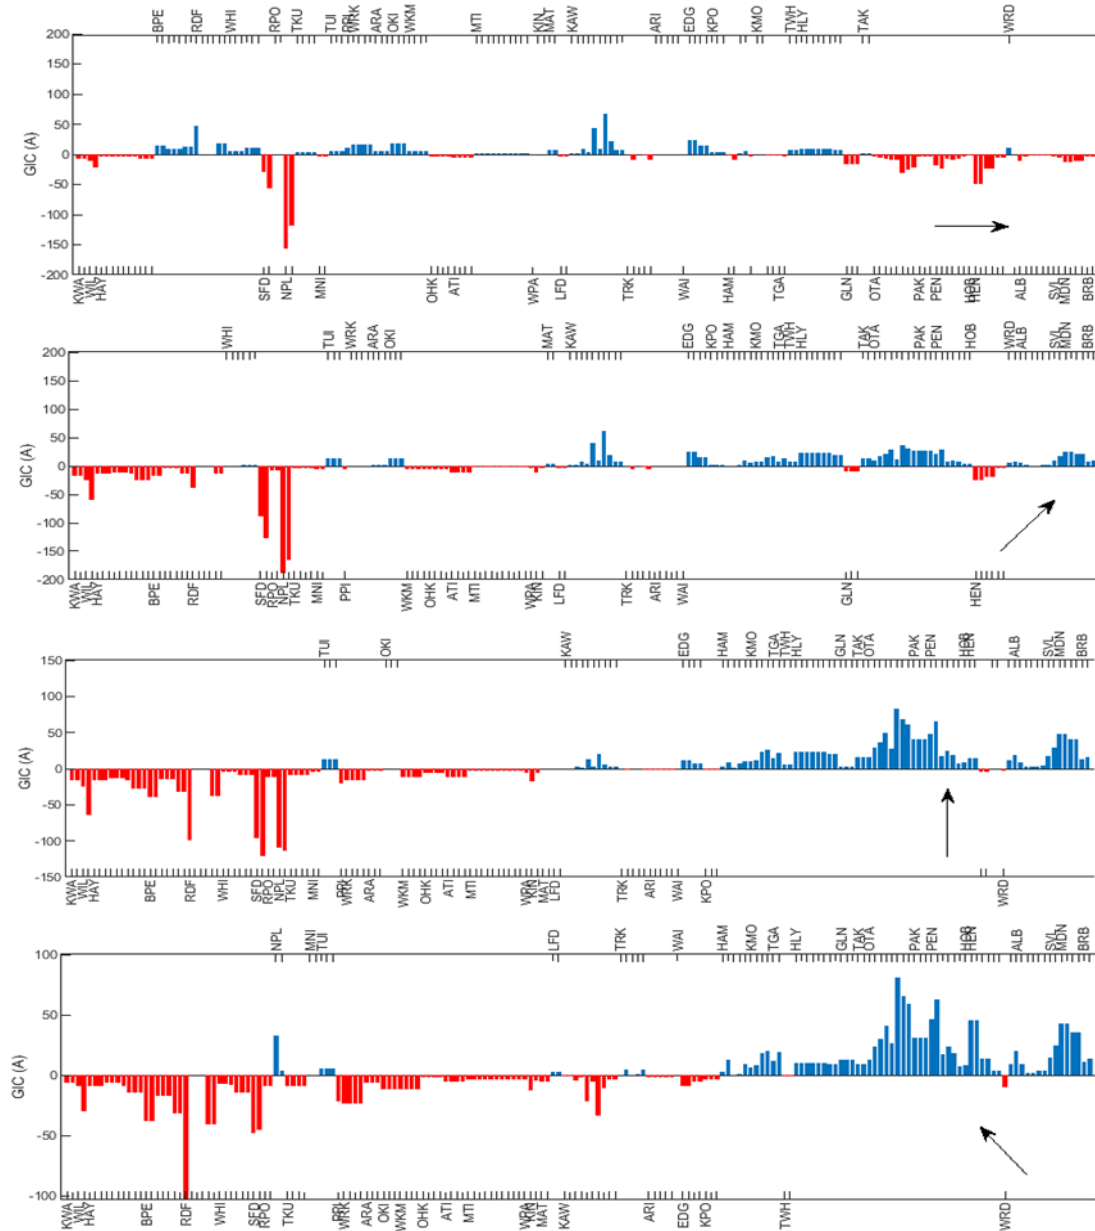 BPE RDF WHI RPO TKU TUI PPI WRK ARA OKI WKM MTI KIN MAT KAW ARI EDG KPO KMO TWH HLY TAK WRD
200
150
100
50
0
-50
-100
-150
-200
GIC (A)
KWA WIL HAY SFD NPL MNI OHK ATI WPA LFD TRK WAI HAM TGA GLN OTA PAK PEN HOB HEN ALB SVL MDN BRB
WHI TUI WRK ARA OKI MAT KAW EDG KPO HAM KMO TGA TWH HLY TAK OTA PAK PEN HOB WRD ALB SVL MDN BRB
200
150
100
50
0
-50
-100
-150
-200
GIC (A)
KWA WIL HAY BPE RDF SFD RPO NPL TKU MNI PPI WKM OHK ATI MTI WPA KIN LFD TRK ARI WAI GLN HEN
TUI OKI KAW EDG HAM KMO TGA TWH HLY GLN TAK OTA PAK PEN HOB HEN ALB SVL MDN BRB
150
100
50
0
-50
-100
-150
GIC (A)
KWA WIL HAY BPE RDF WHI SFD RPO NPL TKU MNI PPI WRK ARA WKM OHK ATI MTI WPA KIN MAT LFD TRK ARI WAI KPO WRD
NPL MNI TUI LFD TRK WAI HAM KMO TGA HLY GLN TAK OTA PAK PEN HOB HEN ALB SVL MDN BRB
100
50
0
-50
-100
GIC (A)
KWA WIL HAY BPE RDF WHI SFD RPO TKU PPI WRK ARA OKI WKM OHK ATI MTI WPA KIN MAT KAW ARI EDG KPO TWH WRD